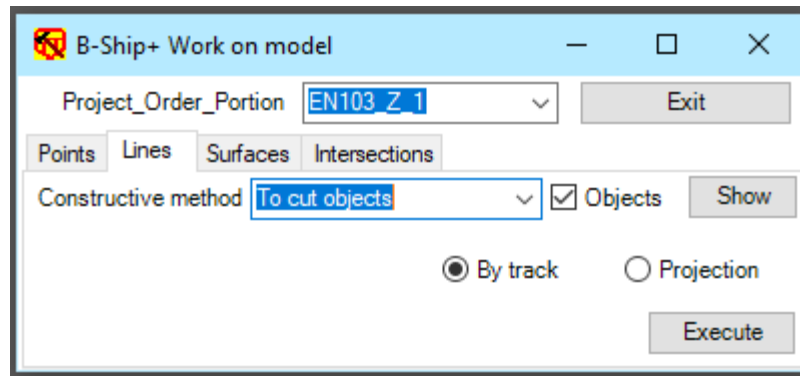 B-Ship+ Work on model
Project_Order_Portion EN103_Z_1 Exit
Points Lines Surfaces Intersections
Constructive method To cut objects Objects Show
By track Projection
Execute